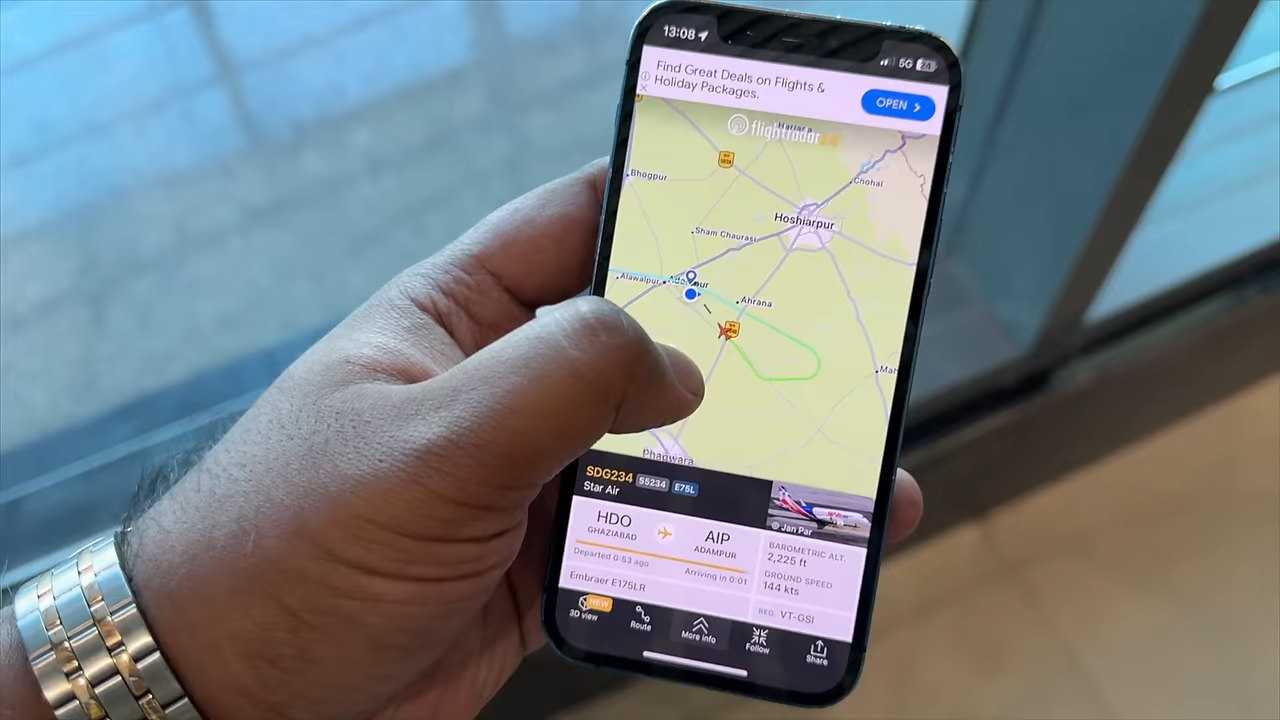 13:08
5G 24
Find Great Deals on Flights &
Holiday Packages.
OPEN
flightradar24
Bhogpur
Chohal
Hoshiarpur
Sham Chaurasi
Alawalpur
Ahrana
Phagwara
SDG234 S5234 E75L
Star Air
© Jan Par
HDO
GHAZIABAD
AIP
ADAMPUR
Departed 0:53 ago
Arriving in 0:01
Embraer E175LR
BAROMETRIC ALT.
2,225 ft
GROUND SPEED
144 kts
REG. VT-GSI
NEW
3D view
Route
More info
Follow
Share